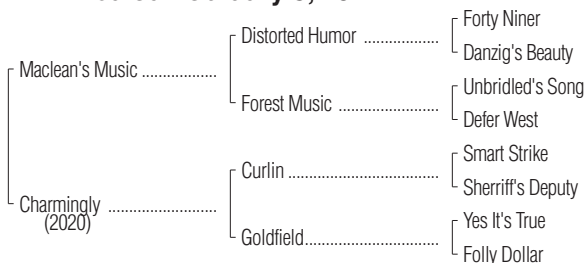 Forty Niner
Distorted Humor ..................
Danzig's Beauty
Maclean's Music .................
Unbridled's Song
Forest Music ........................
Defer West
Smart Strike
Curlin ....................................
Sherriff's Deputy
Charmingly .........................
(2020)
Yes It's True
Goldfield................................
Folly Dollar